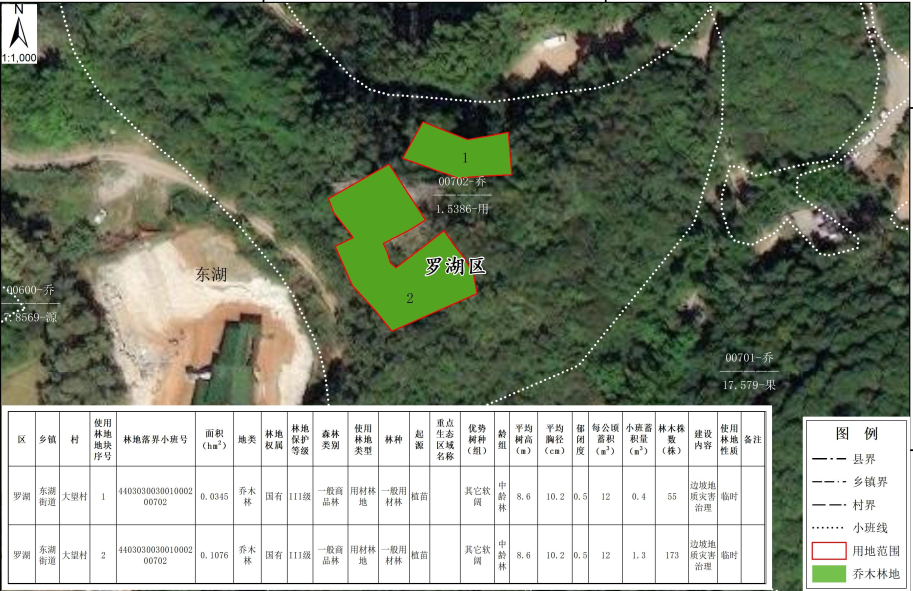 N
1:1,000
1
00702-乔
1.5386-用
东湖
罗湖区
2
00600-乔
8569-源
00701-乔
17.579-果
区 乡镇 村 使用林地地块序号 林地落界小班号 面积（hm²） 地类 林地权属 林地保护等级 森林类别 使用林地类型 林种 起源 重点生态区域名称 优势树种（组） 龄组 平均树高（m） 平均胸径（cm） 郁闭度 每公顷蓄积（m³） 小班蓄积量（m³） 林木株数（株） 建设内容 使用林地性质 备注
罗湖 东湖街道 大望村 1 440303003001000200702 0.0345 乔木林 国有 III级 一般商品林 用材林地 一般用材林 植苗 其它软阔 中龄林 8.6 10.2 0.5 12 0.4 55 边坡地质灾害治理 临时
罗湖 东湖街道 大望村 2 440303003001000200702 0.1076 乔木林 国有 III级 一般商品林 用材林地 一般用材林 植苗 其它软阔 中龄林 8.6 10.2 0.5 12 1.3 173 边坡地质灾害治理 临时
图 例
县界
乡镇界
村界
小班线
用地范围
乔木林地